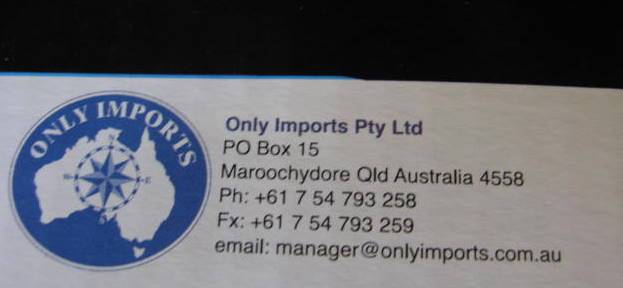 ONLY IMPORTS
N
W E
S
Only Imports Pty Ltd
PO Box 15
Maroochydore Qld Australia 4558
Ph: +61 7 54 793 258
Fx: +61 7 54 793 259
email: manager@onlyimports.com.au